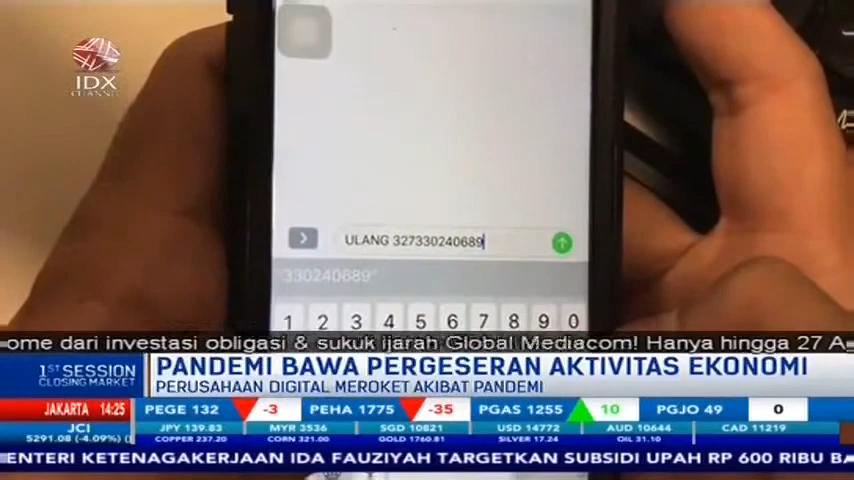 IDX
CHANNEL
ULANG 327330240689
330240689"
1 2 3 4 5 6 7 8 9 0
ome dari investasi obligasi & sukuk ijarah Global Mediacom! Hanya hingga 27 A
1ST SESSION
CLOSING MARKET
PANDEMI BAWA PERGESERAN AKTIVITAS EKONOMI
PERUSAHAAN DIGITAL MEROKET AKIBAT PANDEMI
JAKARTA 14:25
PEGE 132 -3 PEHA 1775 -35 PGAS 1255 10 PGJO 49 0
JCI
5291.08 (-4.09%)
JPY 139.83 MYR 3536 SGD 10821 USD 14772 AUD 10644 CAD 11219
COPPER 237.20 CORN 321.00 GOLD 1760.81 SILVER 17.24 OIL 31.10
ENTERI KETENAGAKERJAAN IDA FAUZIYAH TARGETKAN SUBSIDI UPAH RP 600 RIBU BA